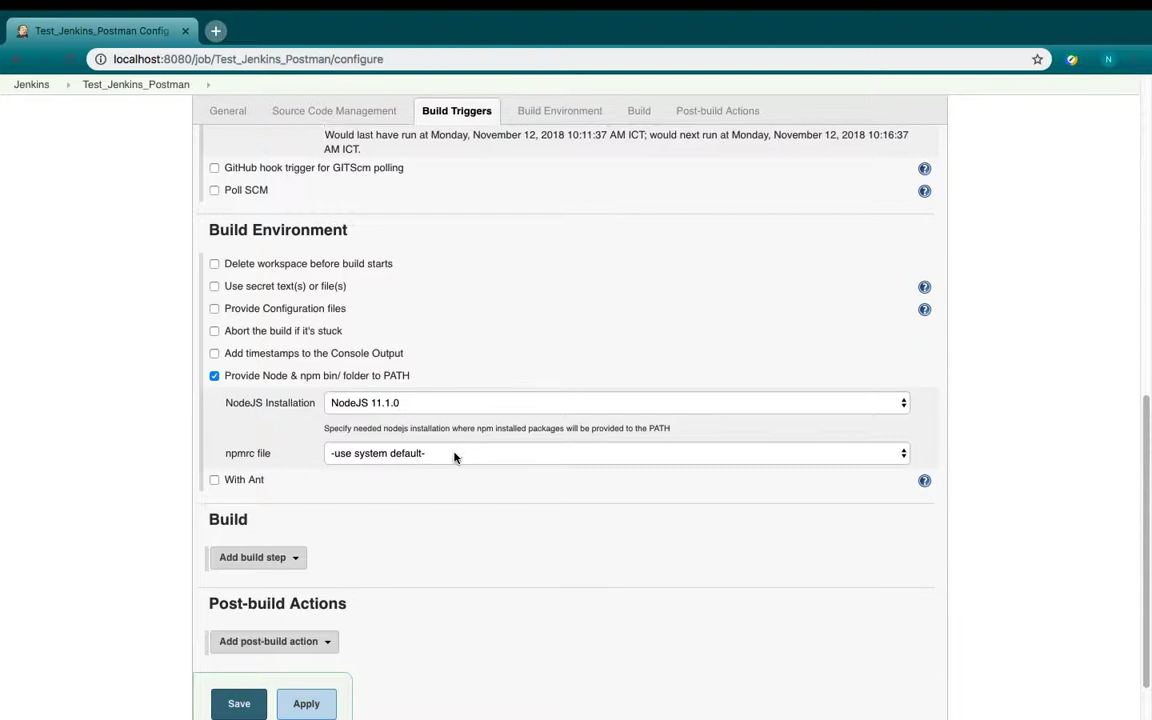 Test_Jenkins_Postman Config
localhost:8080/job/Test_Jenkins_Postman/configure
N
Jenkins
Test_Jenkins_Postman
General
Source Code Management
Build Triggers
Build Environment
Build
Post-build Actions
Would last have run at Monday, November 12, 2018 10:11:37 AM ICT; would next run at Monday, November 12, 2018 10:16:37
AM ICT.
GitHub hook trigger for GITScm polling
Poll SCM
Build Environment
Delete workspace before build starts
Use secret text(s) or file(s)
Provide Configuration files
Abort the build if it's stuck
Add timestamps to the Console Output
Provide Node & npm bin/ folder to PATH
NodeJS Installation
NodeJS 11.1.0
Specify needed nodejs installation where npm installed packages will be provided to the PATH
npmrc file
-use system default-
With Ant
Build
Add build step
Post-build Actions
Add post-build action
Save
Apply